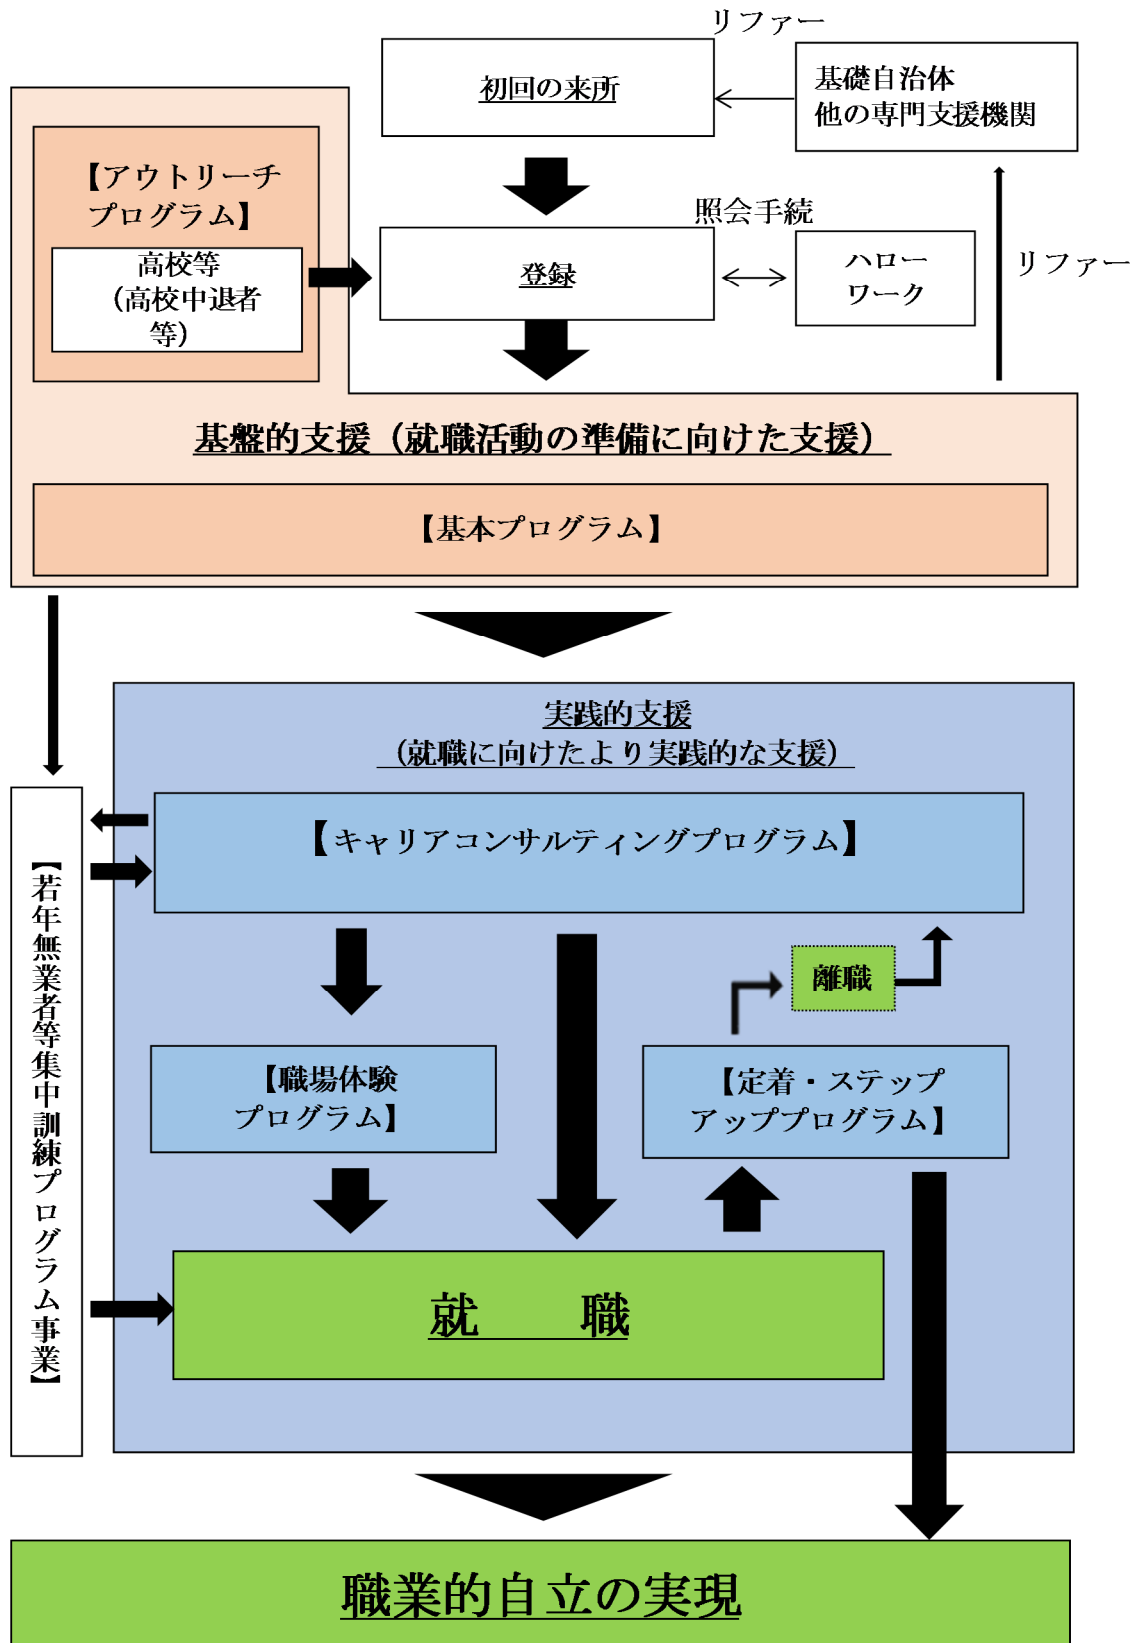 リファー
初回の来所
基礎自治体
他の専門支援機関
【アウトリーチ
プログラム】
高校等
（高校中退者
等）
登録
照会手続
ハロー
ワーク
リファー
基盤的支援（就職活動の準備に向けた支援）
【基本プログラム】
実践的支援
（就職に向けたより実践的な支援）
【キャリアコンサルティングプログラム】
【若年無業者等集中訓練プログラム事業】
離職
【職場体験
プログラム】
【定着・ステップ
アッププログラム】
就　　職
職業的自立の実現